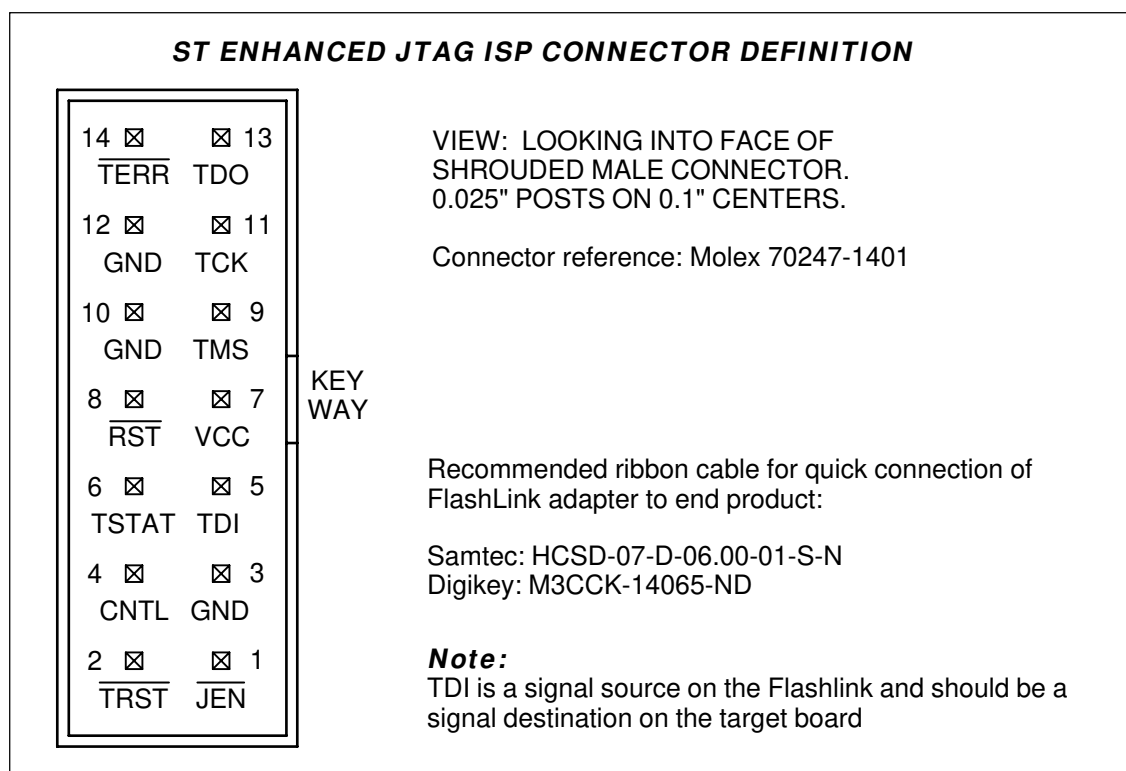 ST ENHANCED JTAG ISP CONNECTOR DEFINITION
14 13
TERR TDO
12 11
GND TCK
10 9
GND TMS
8 7
RST VCC
6 5
TSTAT TDI
4 3
CNTL GND
2 1
TRST JEN
KEY
WAY
VIEW: LOOKING INTO FACE OF
SHROUDED MALE CONNECTOR.
0.025" POSTS ON 0.1" CENTERS.
Connector reference: Molex 70247-1401
Recommended ribbon cable for quick connection of
FlashLink adapter to end product:
Samtec: HCSD-07-D-06.00-01-S-N
Digikey: M3CCK-14065-ND
Note:
TDI is a signal source on the Flashlink and should be a
signal destination on the target board